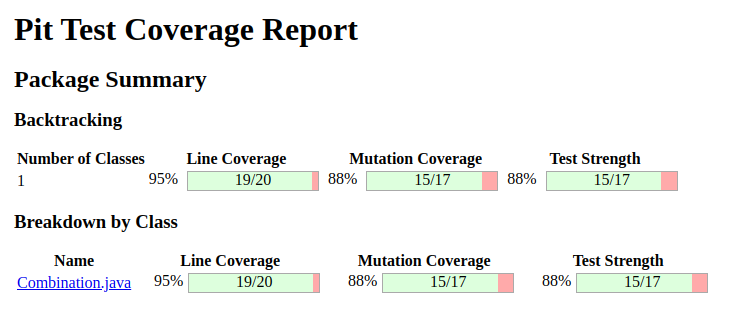 Pit Test Coverage Report
Package Summary
Backtracking
Number of Classes Line Coverage Mutation Coverage Test Strength
1 95% 19/20 88% 15/17 88% 15/17
Breakdown by Class
Name Line Coverage Mutation Coverage Test Strength
Combination.java 95% 19/20 88% 15/17 88% 15/17